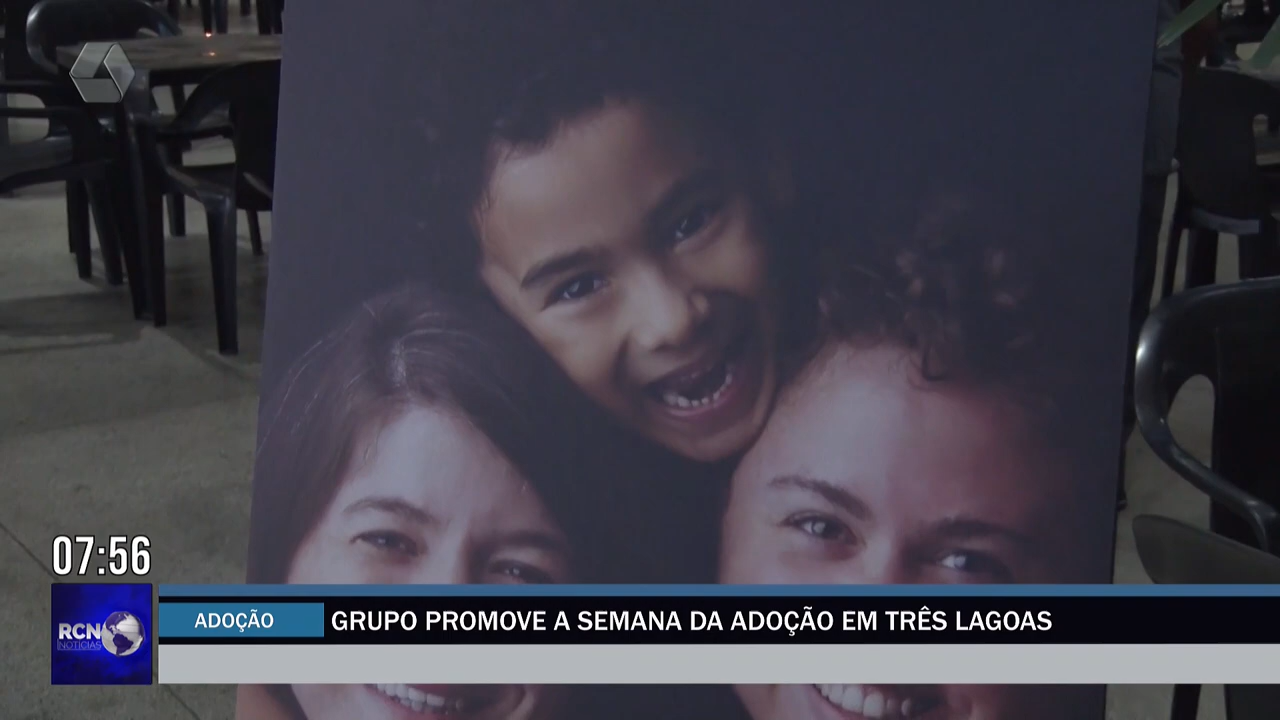 07:56
RCN
NOTÍCIAS
ADOÇÃO
GRUPO PROMOVE A SEMANA DA ADOÇÃO EM TRÊS LAGOAS